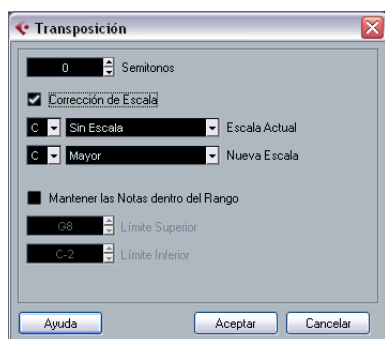 Transposición
0 Semitonos
Corrección de Escala
C Sin Escala Escala Actual
C Mayor Nueva Escala
Mantener las Notas dentro del Rango
G8 Límite Superior
C-2 Límite Inferior
Ayuda Aceptar Cancelar